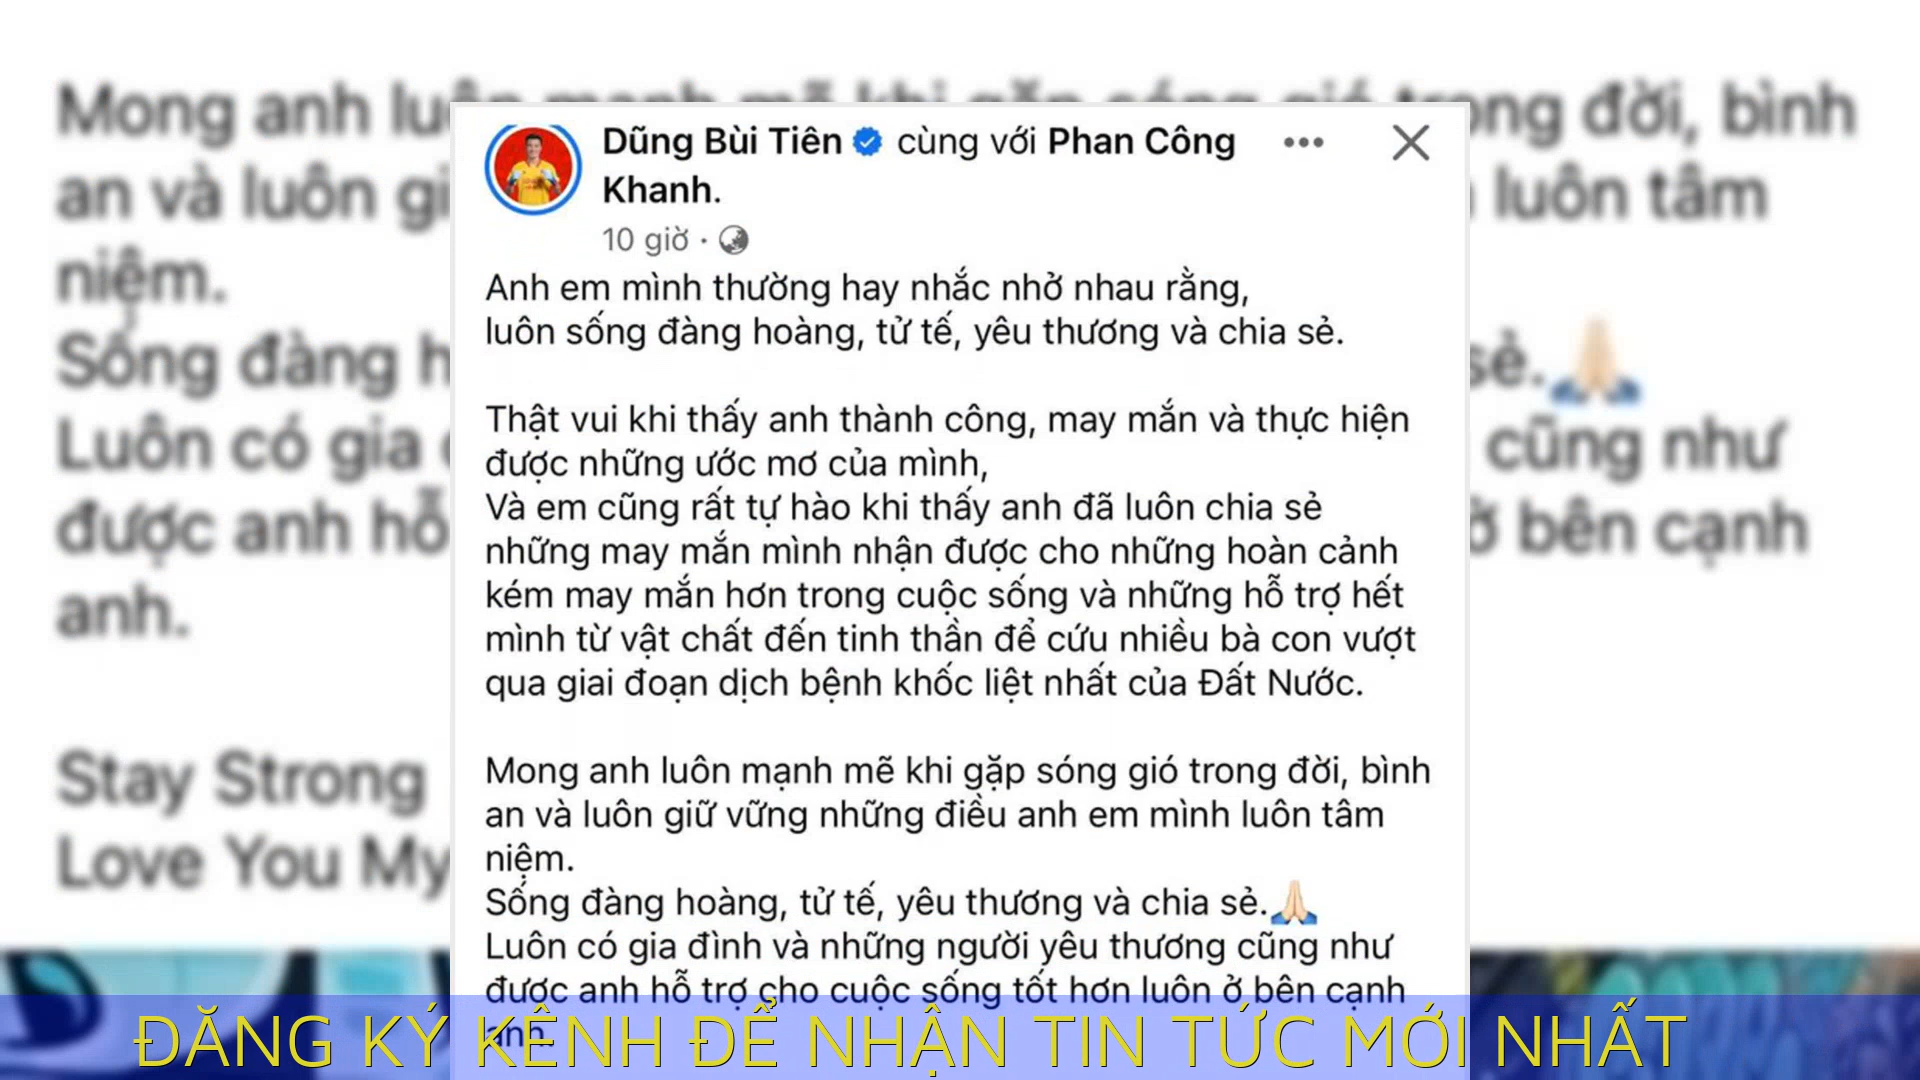 Dũng Bùi Tiên cùng với Phan Công
Khanh.
10 giờ ·
Anh em mình thường hay nhắc nhở nhau rằng,
luôn sống đàng hoàng, tử tế, yêu thương và chia sẻ.
Thật vui khi thấy anh thành công, may mắn và thực hiện
được những ước mơ của mình,
Và em cũng rất tự hào khi thấy anh đã luôn chia sẻ
những may mắn mình nhận được cho những hoàn cảnh
kém may mắn hơn trong cuộc sống và những hỗ trợ hết
mình từ vật chất đến tinh thần để cứu nhiều bà con vượt
qua giai đoạn dịch bệnh khốc liệt nhất của Đất Nước.
Mong anh luôn mạnh mẽ khi gặp sóng gió trong đời, bình
an và luôn giữ vững những điều anh em mình luôn tâm
niệm.
Sống đàng hoàng, tử tế, yêu thương và chia sẻ.🙏🏻
Luôn có gia đình và những người yêu thương cũng như
được anh hỗ trợ cho cuộc sống tốt hơn luôn ở bên cạnh
anh.
ĐĂNG KÝ KÊNH ĐỂ NHẬN TIN TỨC MỚI NHẤT
Mong anh
ong đời, bình
an và luôn
luôn tâm
niệm.
Sống đàng
sẻ.🙏🏻
Luôn có gia
cũng như
được anh hỗ
ở bên cạnh
anh.
Stay Strong
Love You My